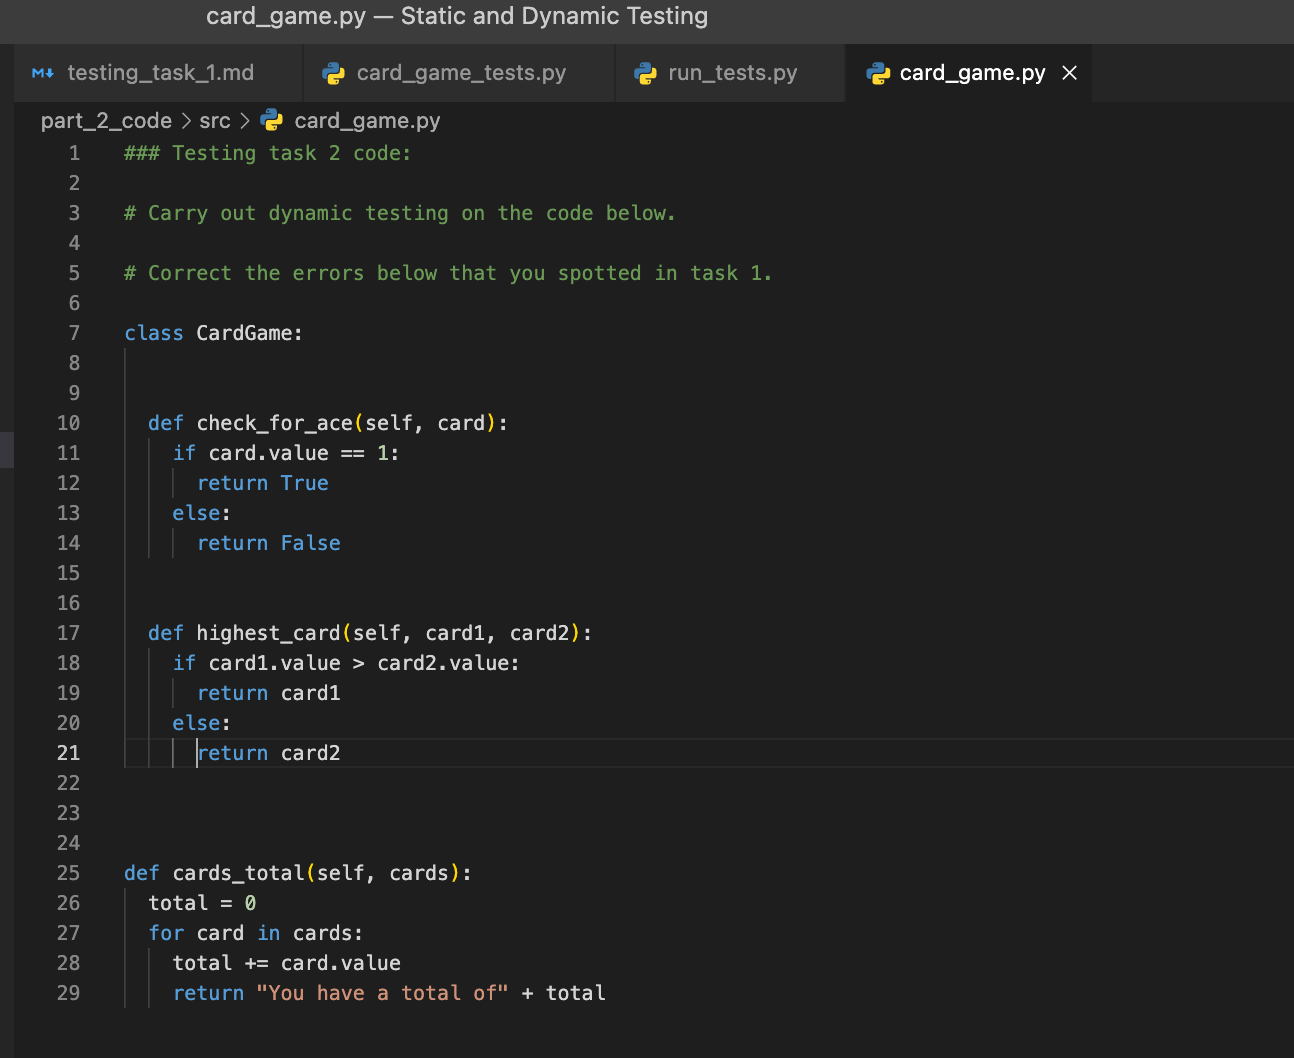 card_game.py — Static and Dynamic Testing
testing_task_1.md card_game_tests.py run_tests.py card_game.py
part_2_code > src > card_game.py
1 ### Testing task 2 code:
2
3 # Carry out dynamic testing on the code below.
4
5 # Correct the errors below that you spotted in task 1.
6
7 class CardGame:
8
9
10 def check_for_ace(self, card):
11 if card.value == 1:
12 return True
13 else:
14 return False
15
16
17 def highest_card(self, card1, card2):
18 if card1.value > card2.value:
19 return card1
20 else:
21 return card2
22
23
24
25 def cards_total(self, cards):
26 total = 0
27 for card in cards:
28 total += card.value
29 return "You have a total of" + total